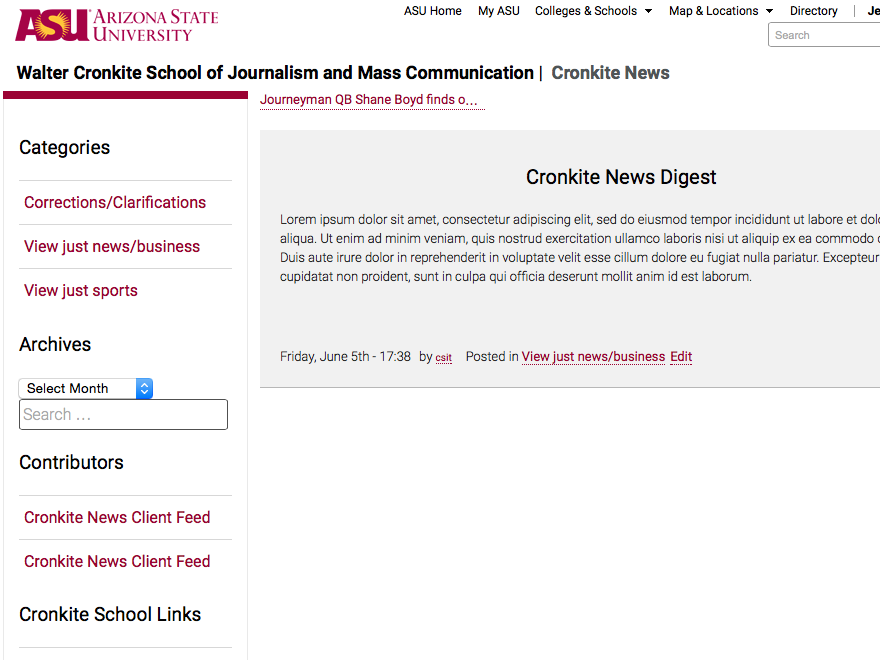 ASU ARIZONA STATE UNIVERSITY
ASU Home My ASU Colleges & Schools Map & Locations Directory | Je
Search
Walter Cronkite School of Journalism and Mass Communication | Cronkite News
Journeyman QB Shane Boyd finds o...
Categories
Corrections/Clarifications
View just news/business
View just sports
Archives
Select Month
Search ...
Contributors
Cronkite News Client Feed
Cronkite News Client Feed
Cronkite School Links
Cronkite News Digest
Lorem ipsum dolor sit amet, consectetur adipiscing elit, sed do eiusmod tempor incididunt ut labore et dolo
aliqua. Ut enim ad minim veniam, quis nostrud exercitation ullamco laboris nisi ut aliquip ex ea commodo
Duis aute irure dolor in reprehenderit in voluptate velit esse cillum dolore eu fugiat nulla pariatur. Excepteur
cupidatat non proident, sunt in culpa qui officia deserunt mollit anim id est laborum.
Friday, June 5th - 17:38 by csit Posted in View just news/business Edit